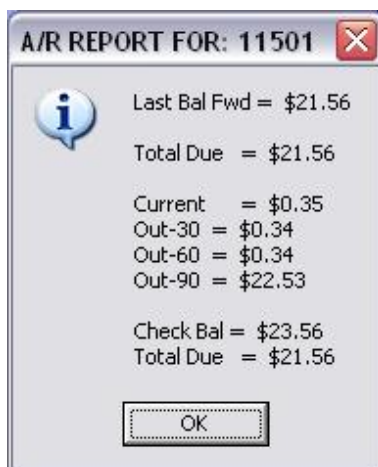 A/R REPORT FOR: 11501
Last Bal Fwd = $21.56
Total Due = $21.56
Current = $0.35
Out-30 = $0.34
Out-60 = $0.34
Out-90 = $22.53
Check Bal = $23.56
Total Due = $21.56
OK